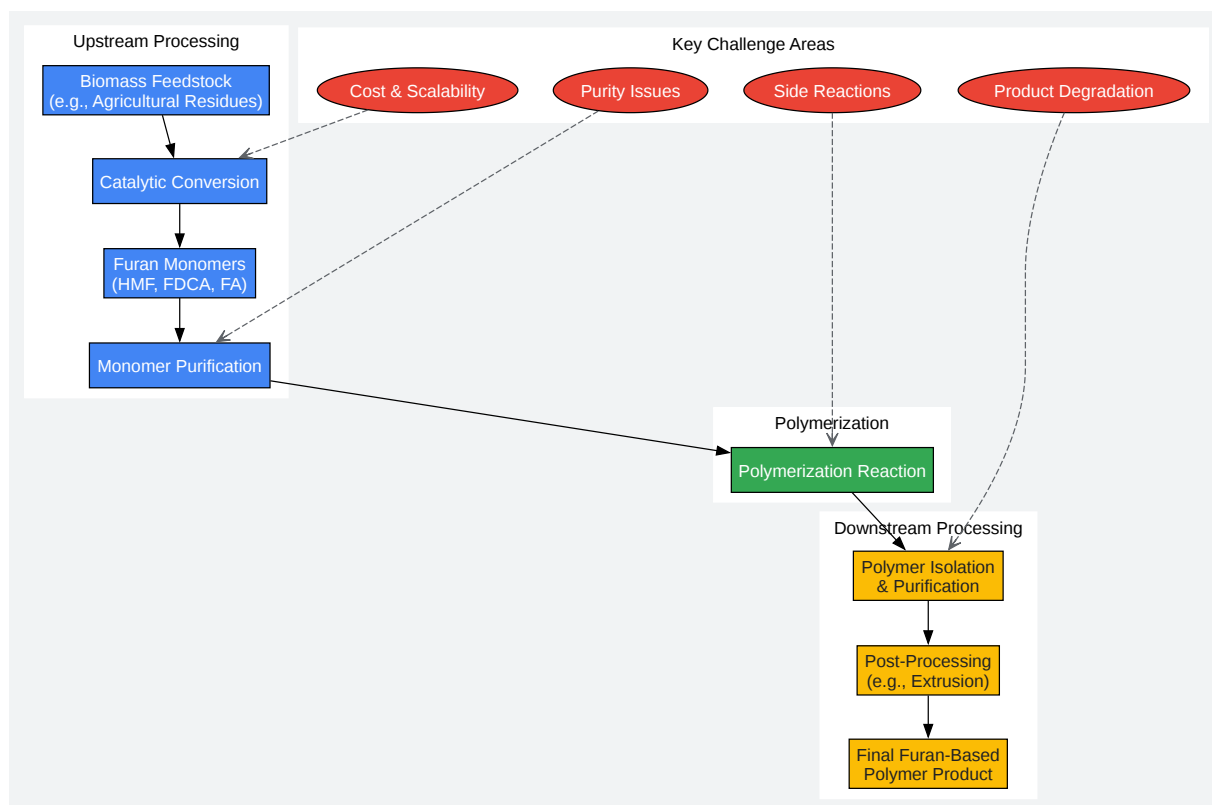 Upstream Processing
Biomass Feedstock
(e.g., Agricultural Residues)
Catalytic Conversion
Furan Monomers
(HMF, FDCA, FA)
Monomer Purification
Key Challenge Areas
Cost & Scalability
Purity Issues
Side Reactions
Product Degradation
Polymerization
Polymerization Reaction
Downstream Processing
Polymer Isolation
& Purification
Post-Processing
(e.g., Extrusion)
Final Furan-Based
Polymer Product